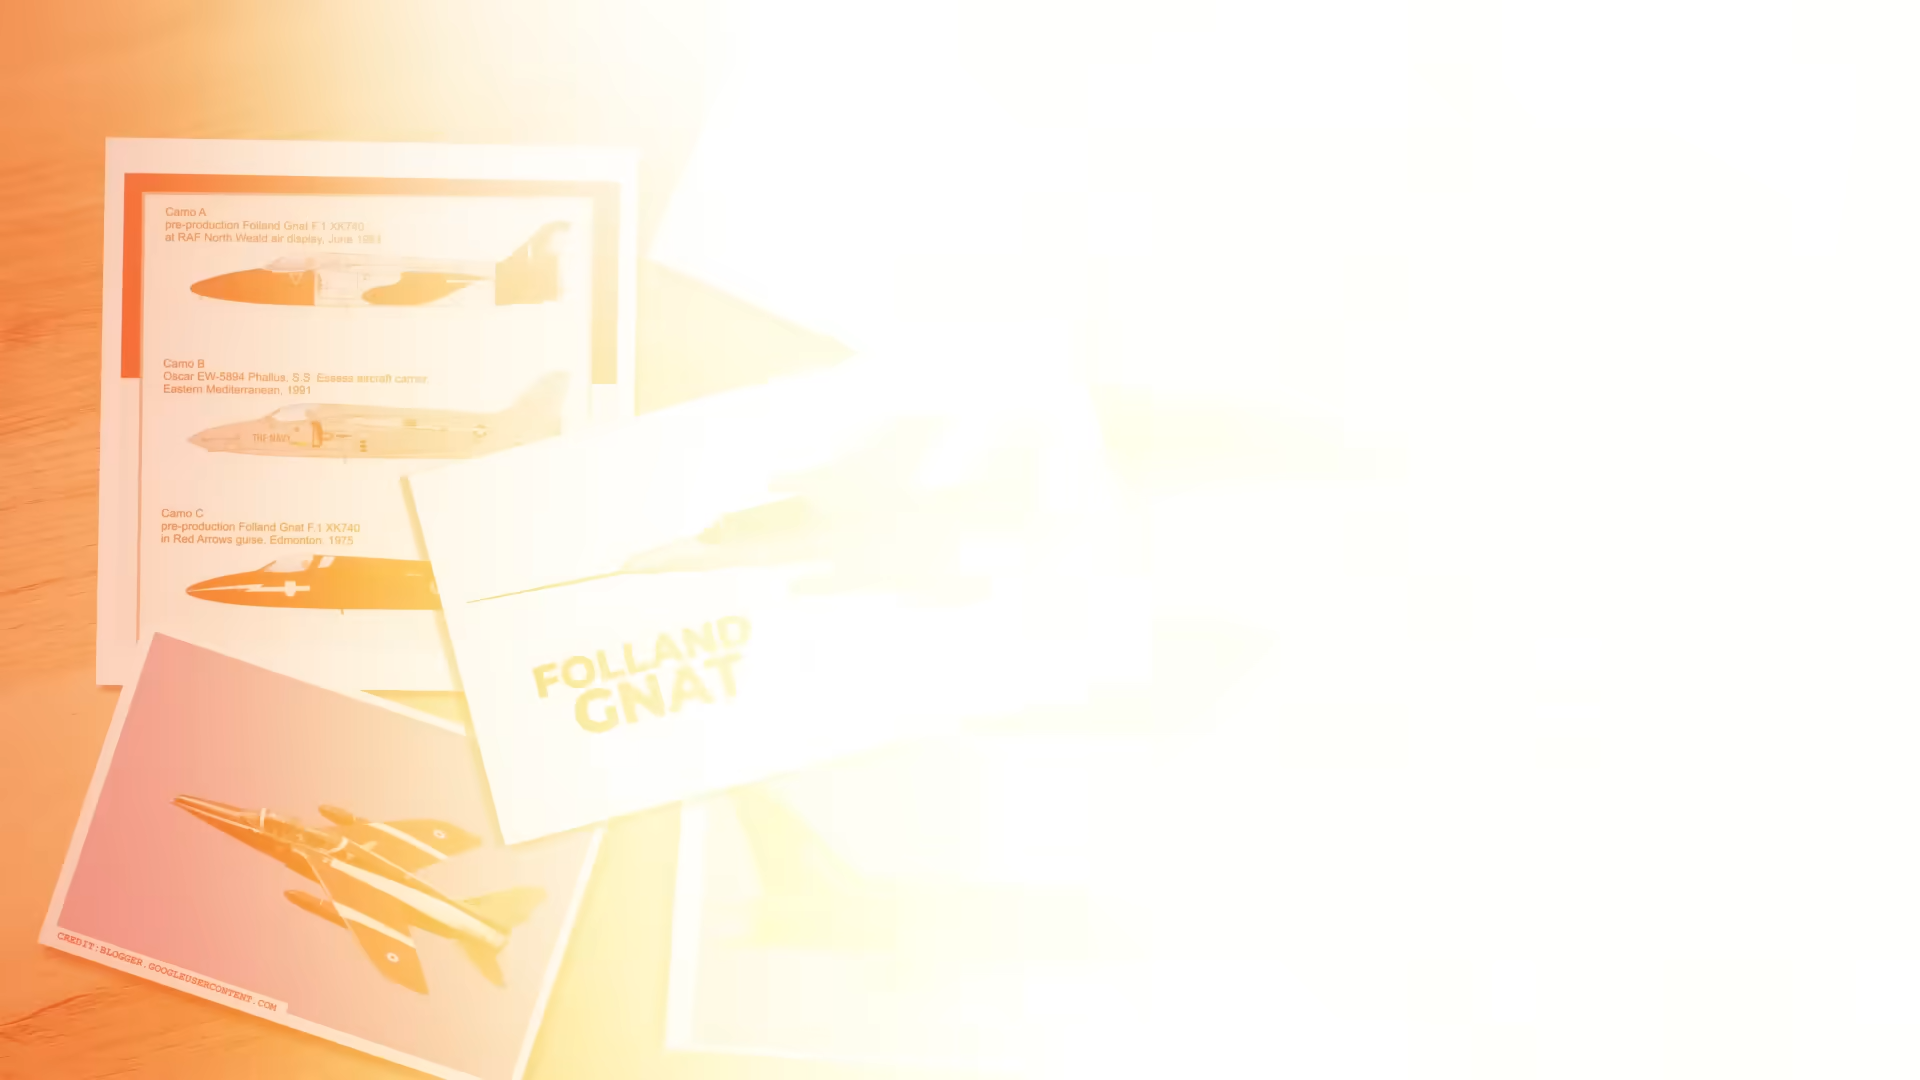 Camo A
pre-production Folland Gnat F.1 XK740
at RAF North Weald air display, June
Camo B
Oscar EW-5894 Phallus, S.S. Essess aircraft carrier,
Eastern Mediterranean, 1991
THE NAVY
Camo C
pre-production Folland Gnat F.1 XK740
in Red Arrows guise, Edmonton, 1975
FOLLAND
GNAT
CREDIT:BLOGGER.GOOGLEUSERCONTENT.COM